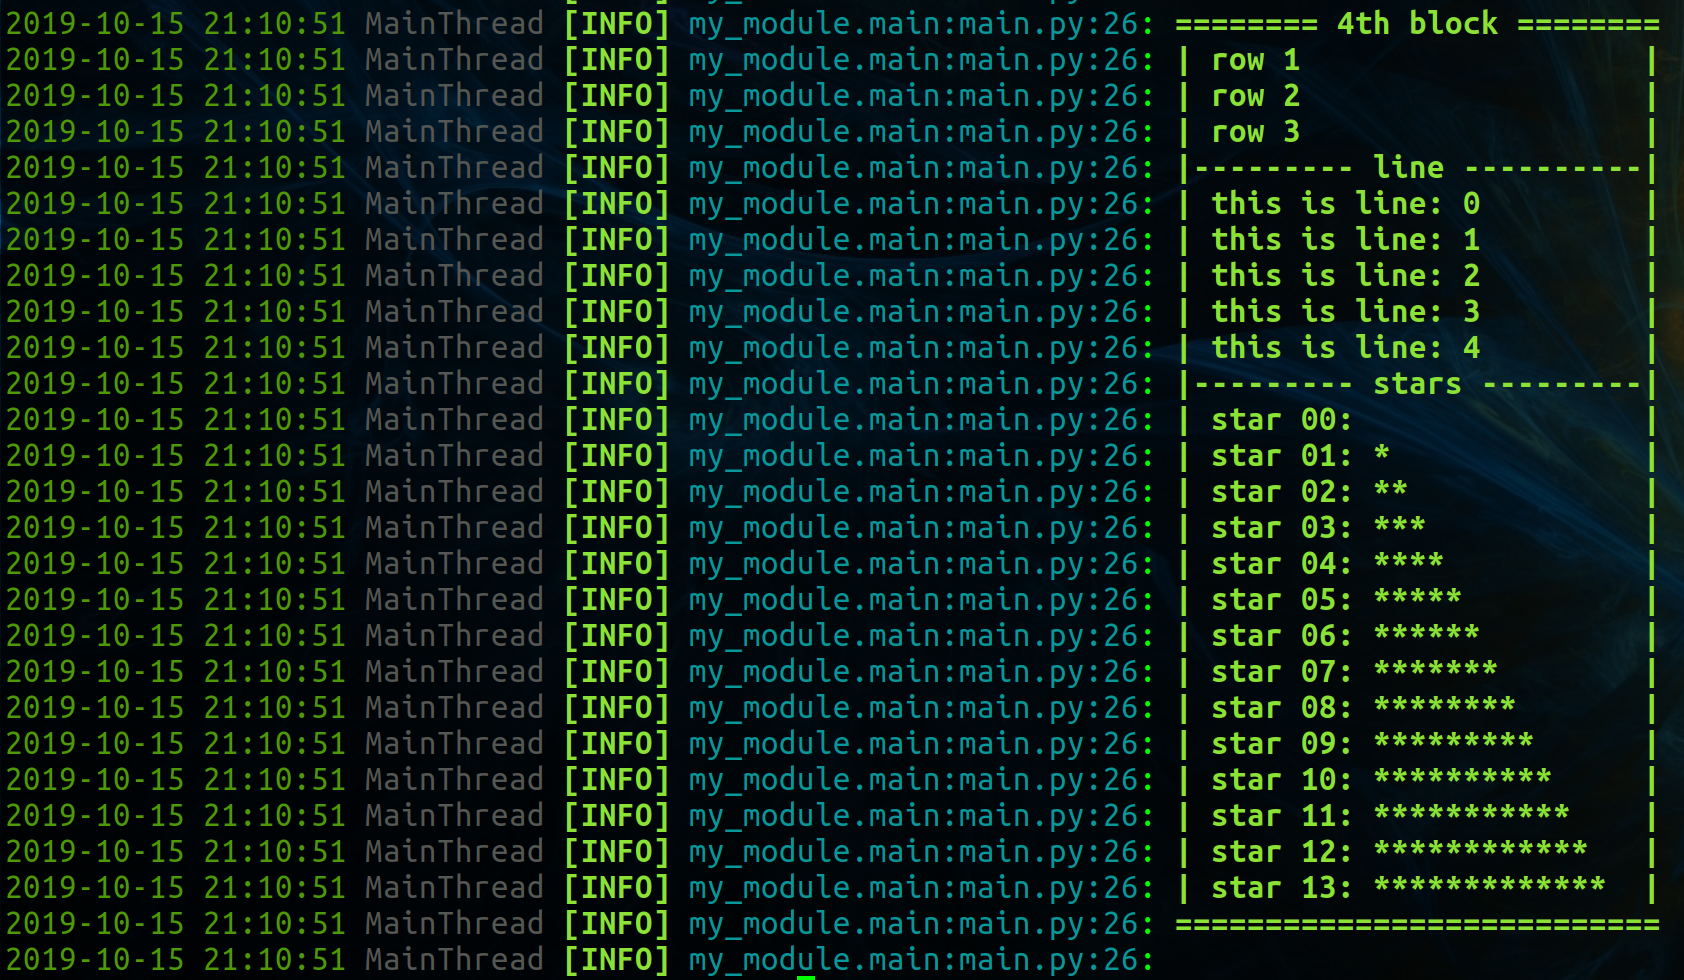 2019-10-15 21:10:51 MainThread [INFO] my_module.main:main.py:26: ======== 4th block ========
2019-10-15 21:10:51 MainThread [INFO] my_module.main:main.py:26: | row 1                   |
2019-10-15 21:10:51 MainThread [INFO] my_module.main:main.py:26: | row 2                   |
2019-10-15 21:10:51 MainThread [INFO] my_module.main:main.py:26: | row 3                   |
2019-10-15 21:10:51 MainThread [INFO] my_module.main:main.py:26: |--------- line ----------|
2019-10-15 21:10:51 MainThread [INFO] my_module.main:main.py:26: | this is line: 0         |
2019-10-15 21:10:51 MainThread [INFO] my_module.main:main.py:26: | this is line: 1         |
2019-10-15 21:10:51 MainThread [INFO] my_module.main:main.py:26: | this is line: 2         |
2019-10-15 21:10:51 MainThread [INFO] my_module.main:main.py:26: | this is line: 3         |
2019-10-15 21:10:51 MainThread [INFO] my_module.main:main.py:26: | this is line: 4         |
2019-10-15 21:10:51 MainThread [INFO] my_module.main:main.py:26: |--------- stars ---------|
2019-10-15 21:10:51 MainThread [INFO] my_module.main:main.py:26: | star 00:                |
2019-10-15 21:10:51 MainThread [INFO] my_module.main:main.py:26: | star 01: *              |
2019-10-15 21:10:51 MainThread [INFO] my_module.main:main.py:26: | star 02: **             |
2019-10-15 21:10:51 MainThread [INFO] my_module.main:main.py:26: | star 03: ***            |
2019-10-15 21:10:51 MainThread [INFO] my_module.main:main.py:26: | star 04: ****           |
2019-10-15 21:10:51 MainThread [INFO] my_module.main:main.py:26: | star 05: *****          |
2019-10-15 21:10:51 MainThread [INFO] my_module.main:main.py:26: | star 06: ******         |
2019-10-15 21:10:51 MainThread [INFO] my_module.main:main.py:26: | star 07: *******        |
2019-10-15 21:10:51 MainThread [INFO] my_module.main:main.py:26: | star 08: ********       |
2019-10-15 21:10:51 MainThread [INFO] my_module.main:main.py:26: | star 09: *********      |
2019-10-15 21:10:51 MainThread [INFO] my_module.main:main.py:26: | star 10: **********     |
2019-10-15 21:10:51 MainThread [INFO] my_module.main:main.py:26: | star 11: ***********    |
2019-10-15 21:10:51 MainThread [INFO] my_module.main:main.py:26: | star 12: ************   |
2019-10-15 21:10:51 MainThread [INFO] my_module.main:main.py:26: | star 13: *************  |
2019-10-15 21:10:51 MainThread [INFO] my_module.main:main.py:26: ===========================
2019-10-15 21:10:51 MainThread [INFO] my_module.main:main.py:26: